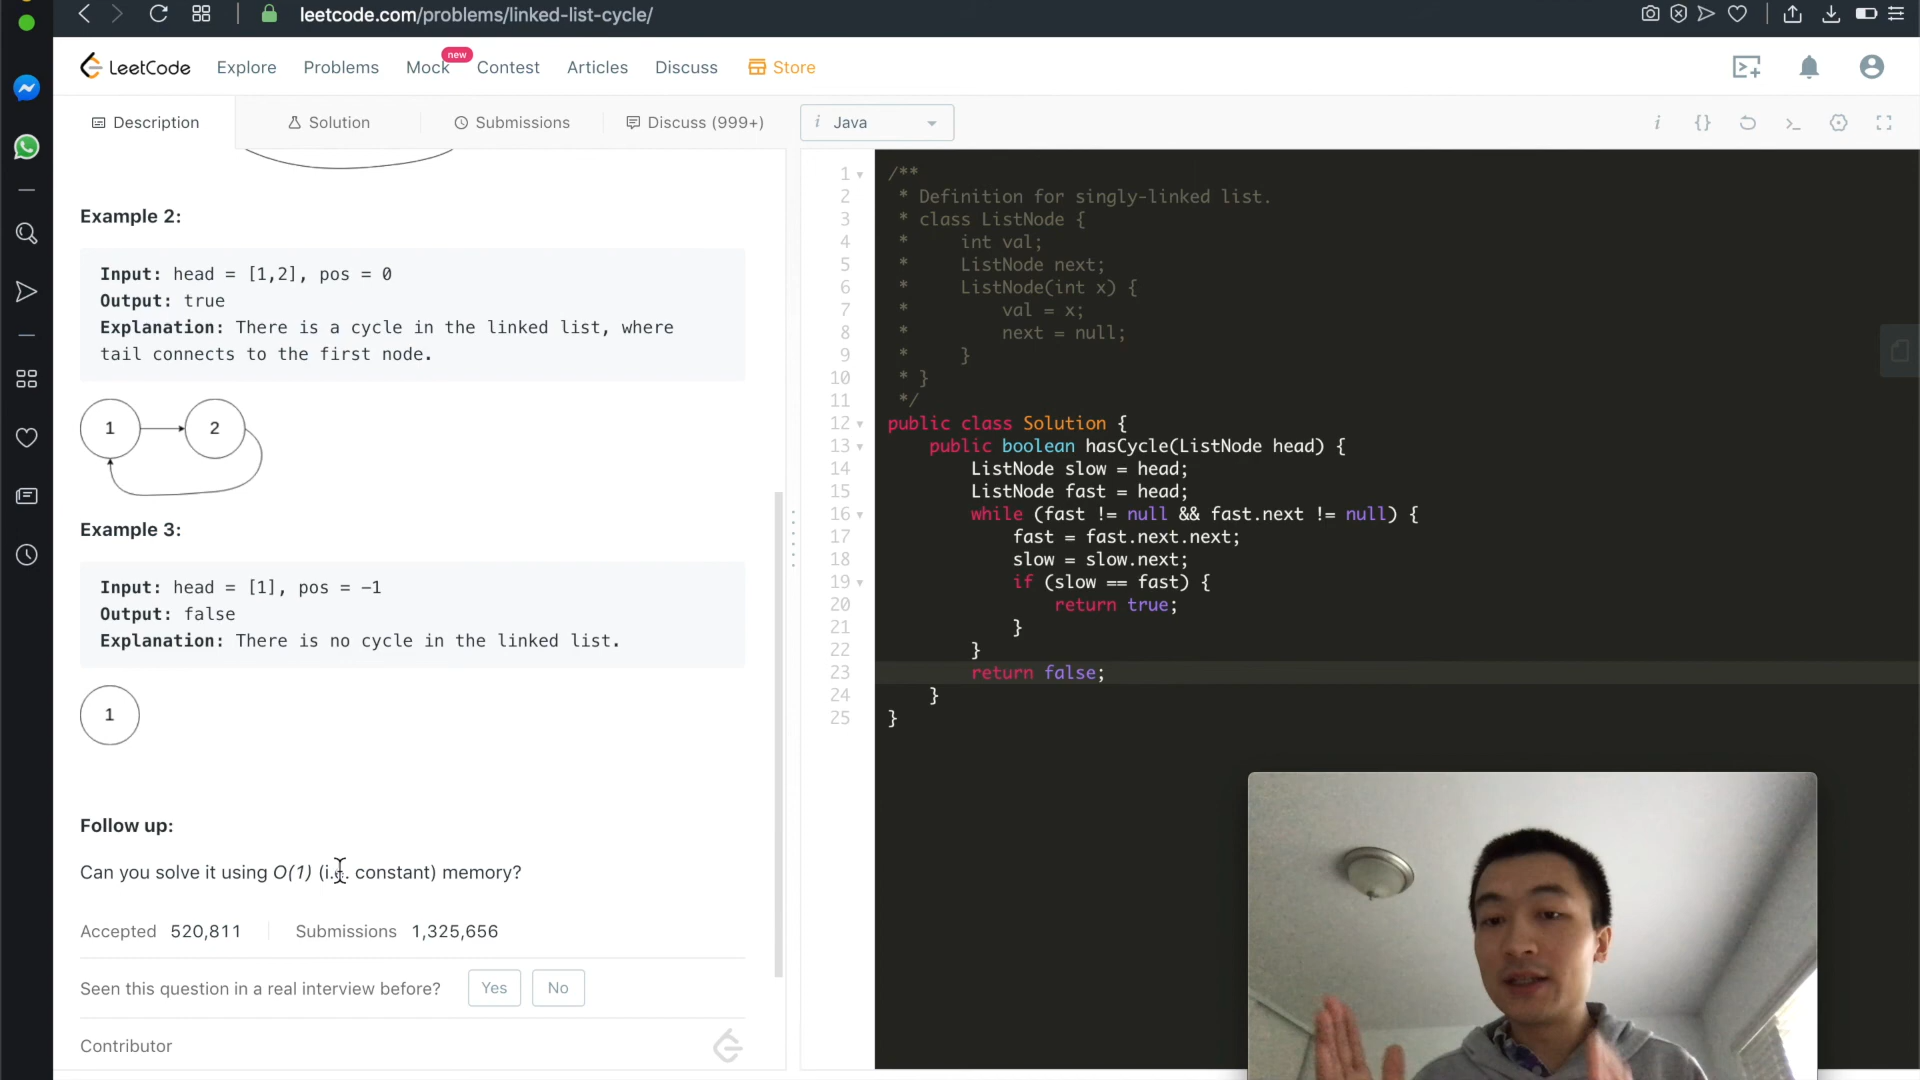 leetcode.com/problems/linked-list-cycle/
LeetCode
Explore
Problems
Mock
new
Contest
Articles
Discuss
Store
Description
Solution
Submissions
Discuss (999+)
i Java
i
{}
Example 2:
Input: head = [1,2], pos = 0
Output: true
Explanation: There is a cycle in the linked list, where
tail connects to the first node.
1
2
Example 3:
Input: head = [1], pos = -1
Output: false
Explanation: There is no cycle in the linked list.
1
Follow up:
Can you solve it using O(1) (i.e. constant) memory?
Accepted 520,811
Submissions 1,325,656
Seen this question in a real interview before?
Yes
No
Contributor
1 /**
2 * Definition for singly-linked list.
3 * class ListNode {
4 * int val;
5 * ListNode next;
6 * ListNode(int x) {
7 * val = x;
8 * next = null;
9 * }
10 * }
11 */
12 public class Solution {
13 public boolean hasCycle(ListNode head) {
14 ListNode slow = head;
15 ListNode fast = head;
16 while (fast != null && fast.next != null) {
17 fast = fast.next.next;
18 slow = slow.next;
19 if (slow == fast) {
20 return true;
21 }
22 }
23 return false;
24 }
25 }